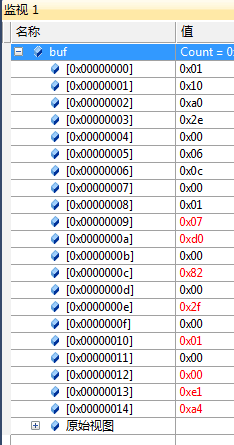 监视 1
名称 值
buf Count = 0
[0x00000000] 0x01
[0x00000001] 0x10
[0x00000002] 0xa0
[0x00000003] 0x2e
[0x00000004] 0x00
[0x00000005] 0x06
[0x00000006] 0x0c
[0x00000007] 0x00
[0x00000008] 0x01
[0x00000009] 0x07
[0x0000000a] 0xd0
[0x0000000b] 0x00
[0x0000000c] 0x82
[0x0000000d] 0x00
[0x0000000e] 0x2f
[0x0000000f] 0x00
[0x00000010] 0x01
[0x00000011] 0x00
[0x00000012] 0x00
[0x00000013] 0xe1
[0x00000014] 0xa4
原始视图